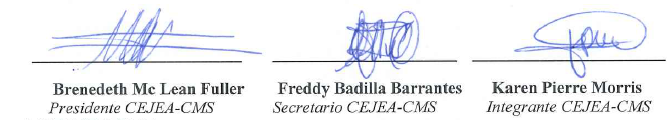 Brenedeth Mc Lean Fuller Freddy Badilla Barrantes Karen Pierre Morris
Presidente CEJEA-CMS Secretario CEJEA-CMS Integrante CEJEA-CMS